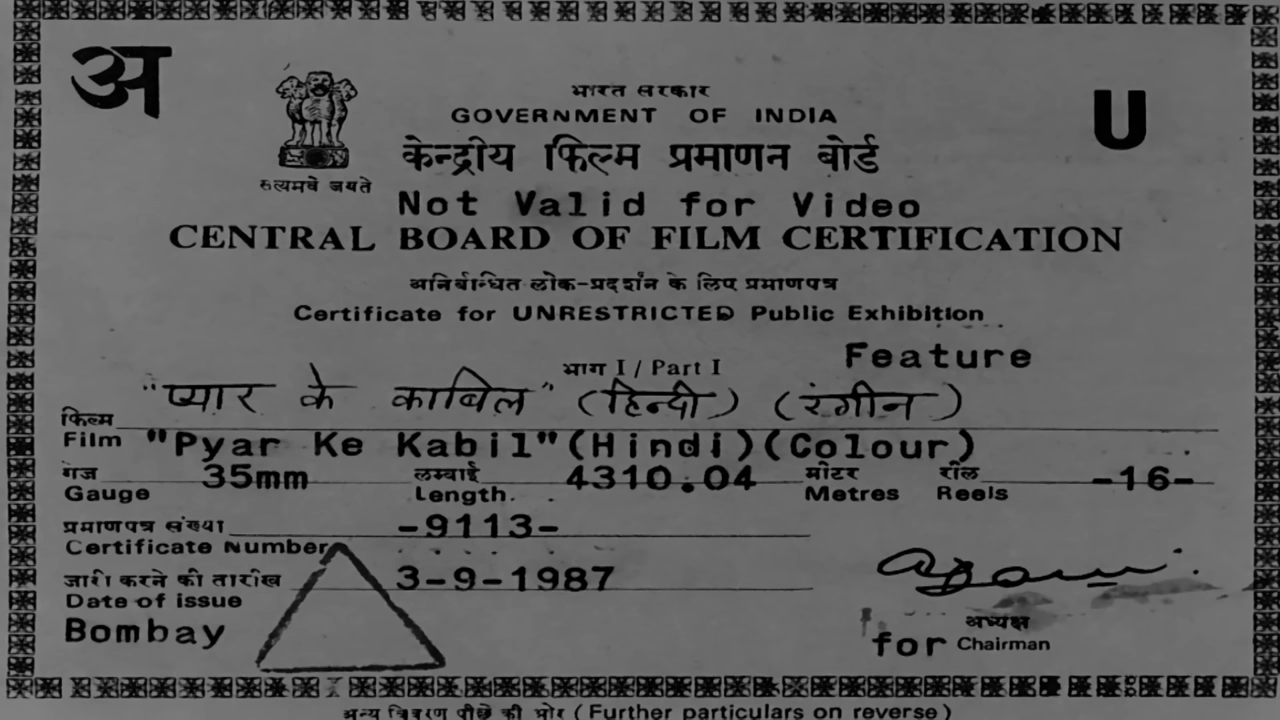 अ
U
भारत सरकार
GOVERNMENT OF INDIA
केन्द्रीय फिल्म प्रमाणन बोर्ड
सत्यमेव जयते
Not Valid for Video
CENTRAL BOARD OF FILM CERTIFICATION
अनिर्बन्धित लोक-प्रदर्शन के लिए प्रमाणपत्र
Certificate for UNRESTRICTED Public Exhibition
भाग I / Part I Feature
फिल्म "प्यार के काबिल" (हिन्दी) (रंगीन)
Film "Pyar Ke Kabil"(Hindi)(Colour)
गज 35mm लम्बाई 4310.04 मीटर रील -16-
Gauge Length. Metres Reels
प्रमाणपत्र संख्या -9113-
Certificate Number
जारी करने की तारीख 3-9-1987
Date of issue
Bombay
अध्यक्ष
for Chairman
अन्य विवरण पीछे की ओर (Further particulars on reverse)